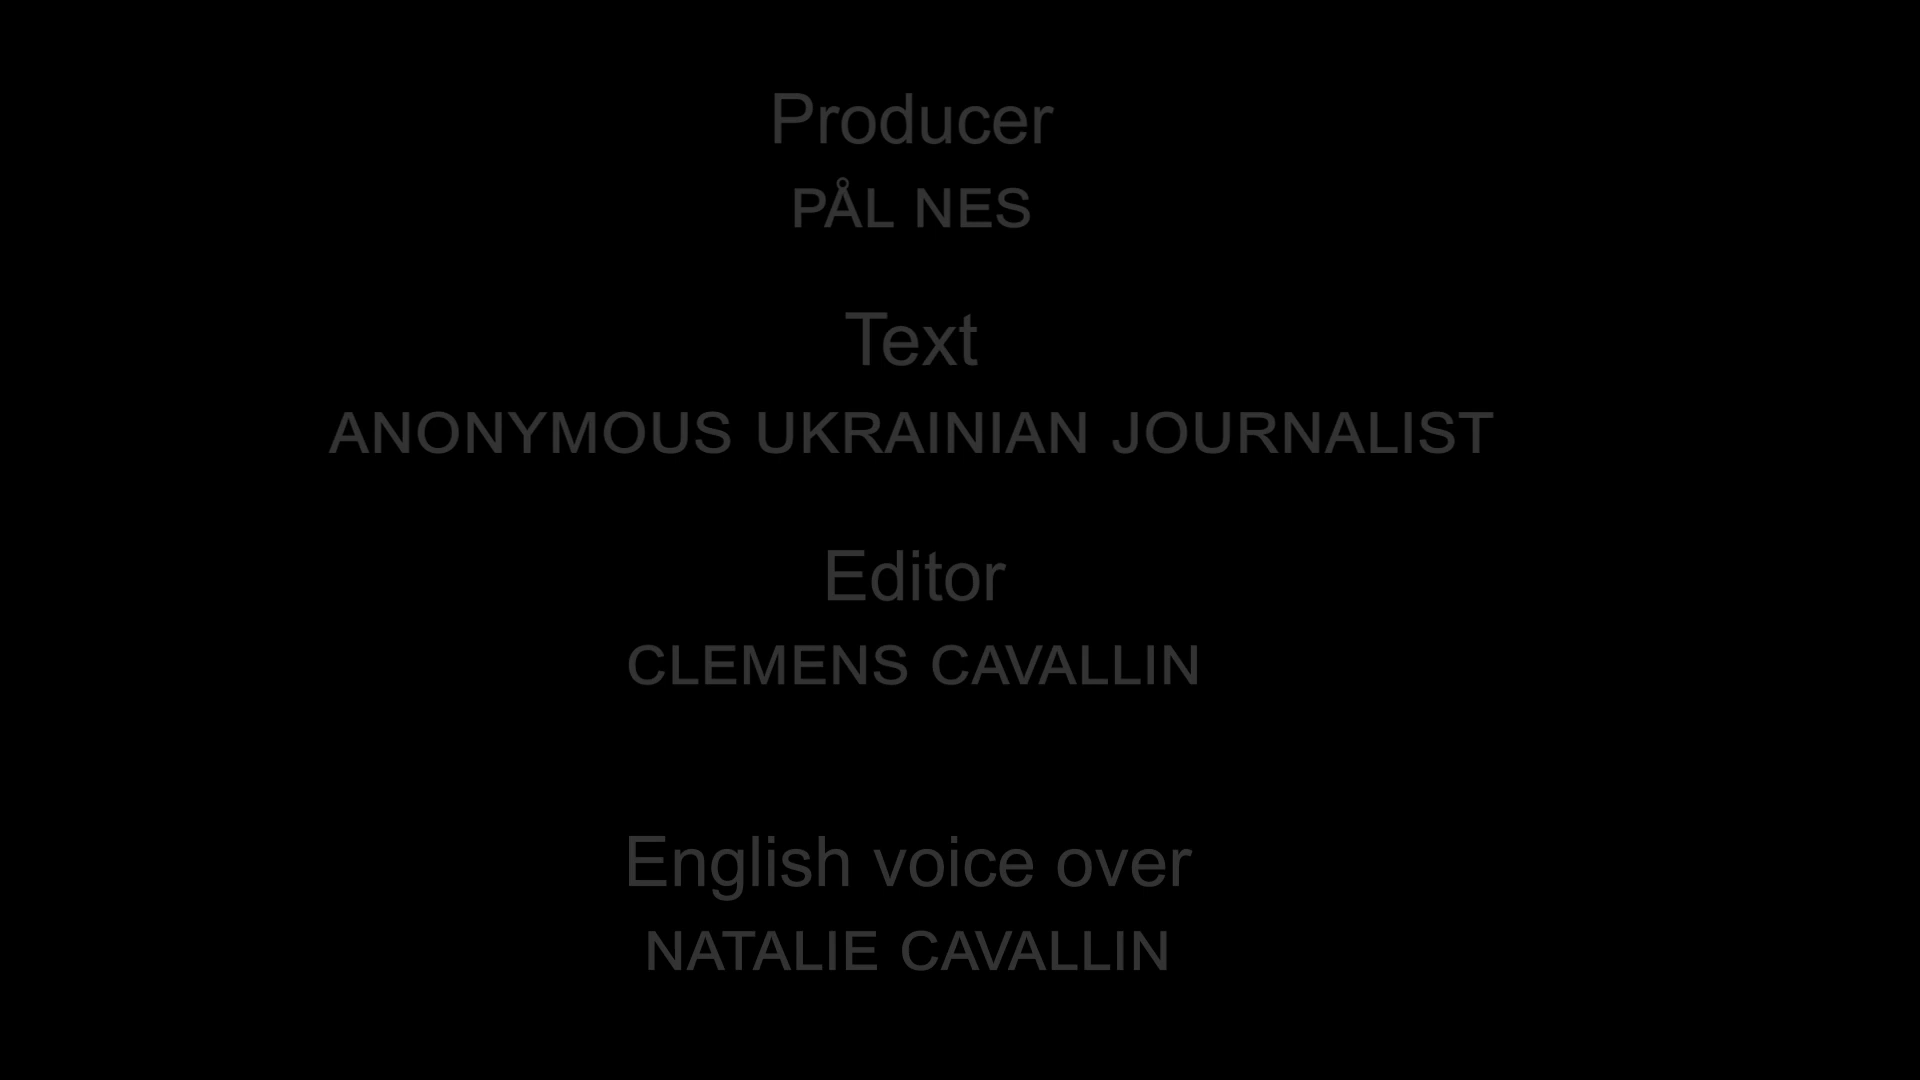 Producer
PÅL NES
Text
ANONYMOUS UKRAINIAN JOURNALIST
Editor
CLEMENS CAVALLIN
English voice over
NATALIE CAVALLIN